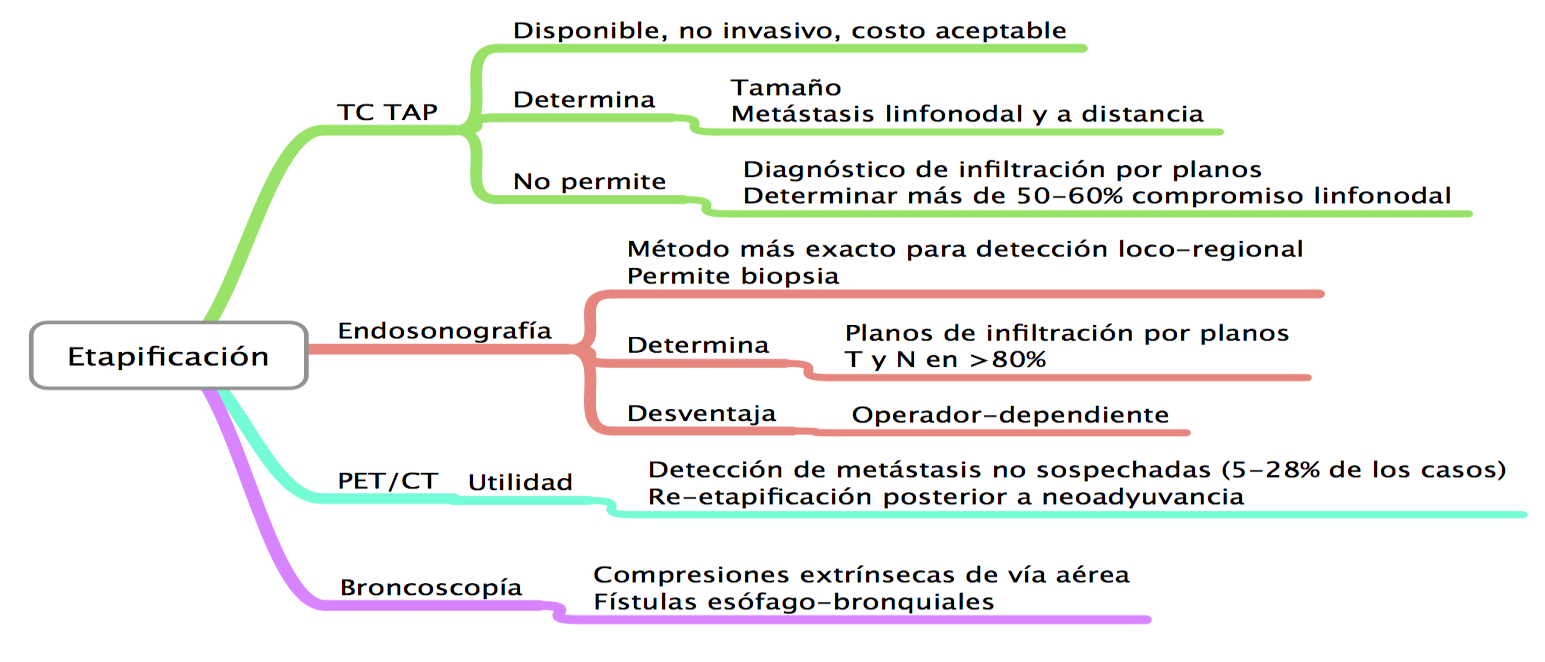 Etapificación
TC TAP
Disponible, no invasivo, costo aceptable
Determina
Tamaño
Metástasis linfonodal y a distancia
No permite
Diagnóstico de infiltración por planos
Determinar más de 50-60% compromiso linfonodal
Endosonografía
Método más exacto para detección loco-regional
Permite biopsia
Determina
Planos de infiltración por planos
T y N en >80%
Desventaja
Operador-dependiente
PET/CT
Utilidad
Detección de metástasis no sospechadas (5-28% de los casos)
Re-etapificación posterior a neoadyuvancia
Broncoscopía
Compresiones extrínsecas de vía aérea
Fístulas esófago-bronquiales